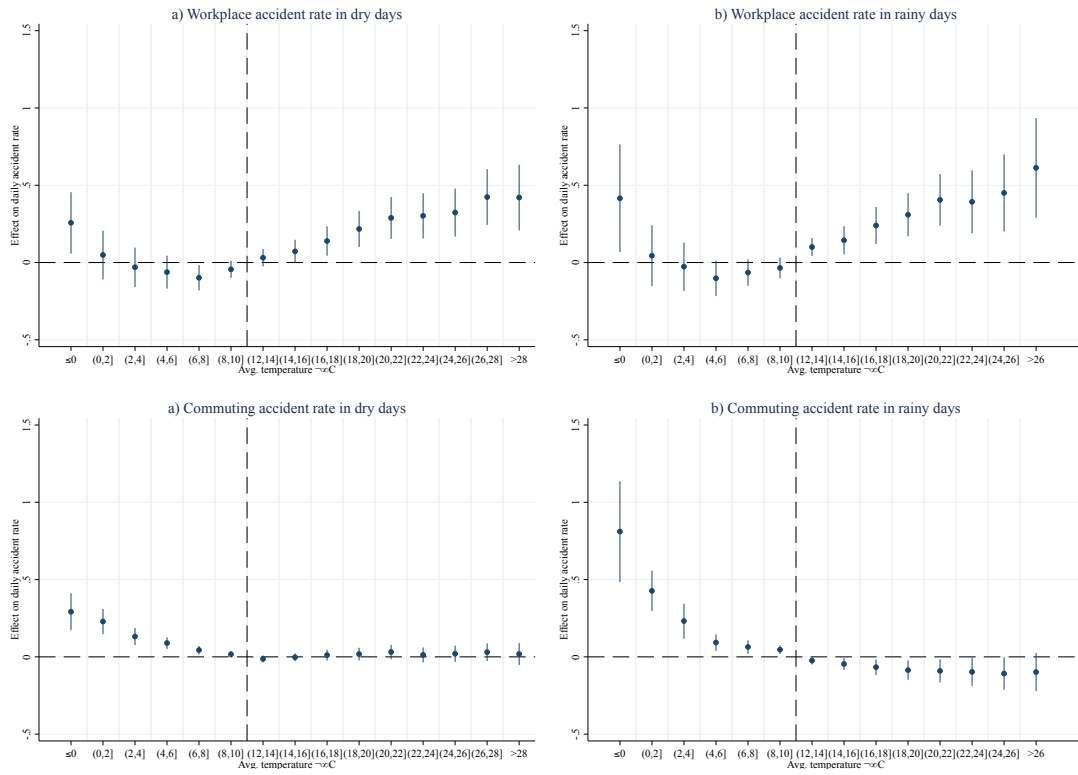 a) Workplace accident rate in dry days
Effect on daily accident rate
1.5
1
.5
0
-.5
≤0 (0,2] (2,4] (4,6] (6,8] (8,10] (12,14] (14,16] (16,18] (18,20] (20,22] (22,24] (24,26] (26,28] >28
Avg. temperature ¬∞C
b) Workplace accident rate in rainy days
Effect on daily accident rate
1.5
1
.5
0
-.5
≤0 (0,2] (2,4] (4,6] (6,8] (8,10] (12,14] (14,16] (16,18] (18,20] (20,22] (22,24] (24,26] >26
Avg. temperature ¬∞C
a) Commuting accident rate in dry days
Effect on daily accident rate
1.5
1
.5
0
-.5
≤0 (0,2] (2,4] (4,6] (6,8] (8,10] (12,14] (14,16] (16,18] (18,20] (20,22] (22,24] (24,26] (26,28] >28
Avg. temperature ¬∞C
b) Commuting accident rate in rainy days
Effect on daily accident rate
1.5
1
.5
0
-.5
≤0 (0,2] (2,4] (4,6] (6,8] (8,10] (12,14] (14,16] (16,18] (18,20] (20,22] (22,24] (24,26] >26
Avg. temperature ¬∞C